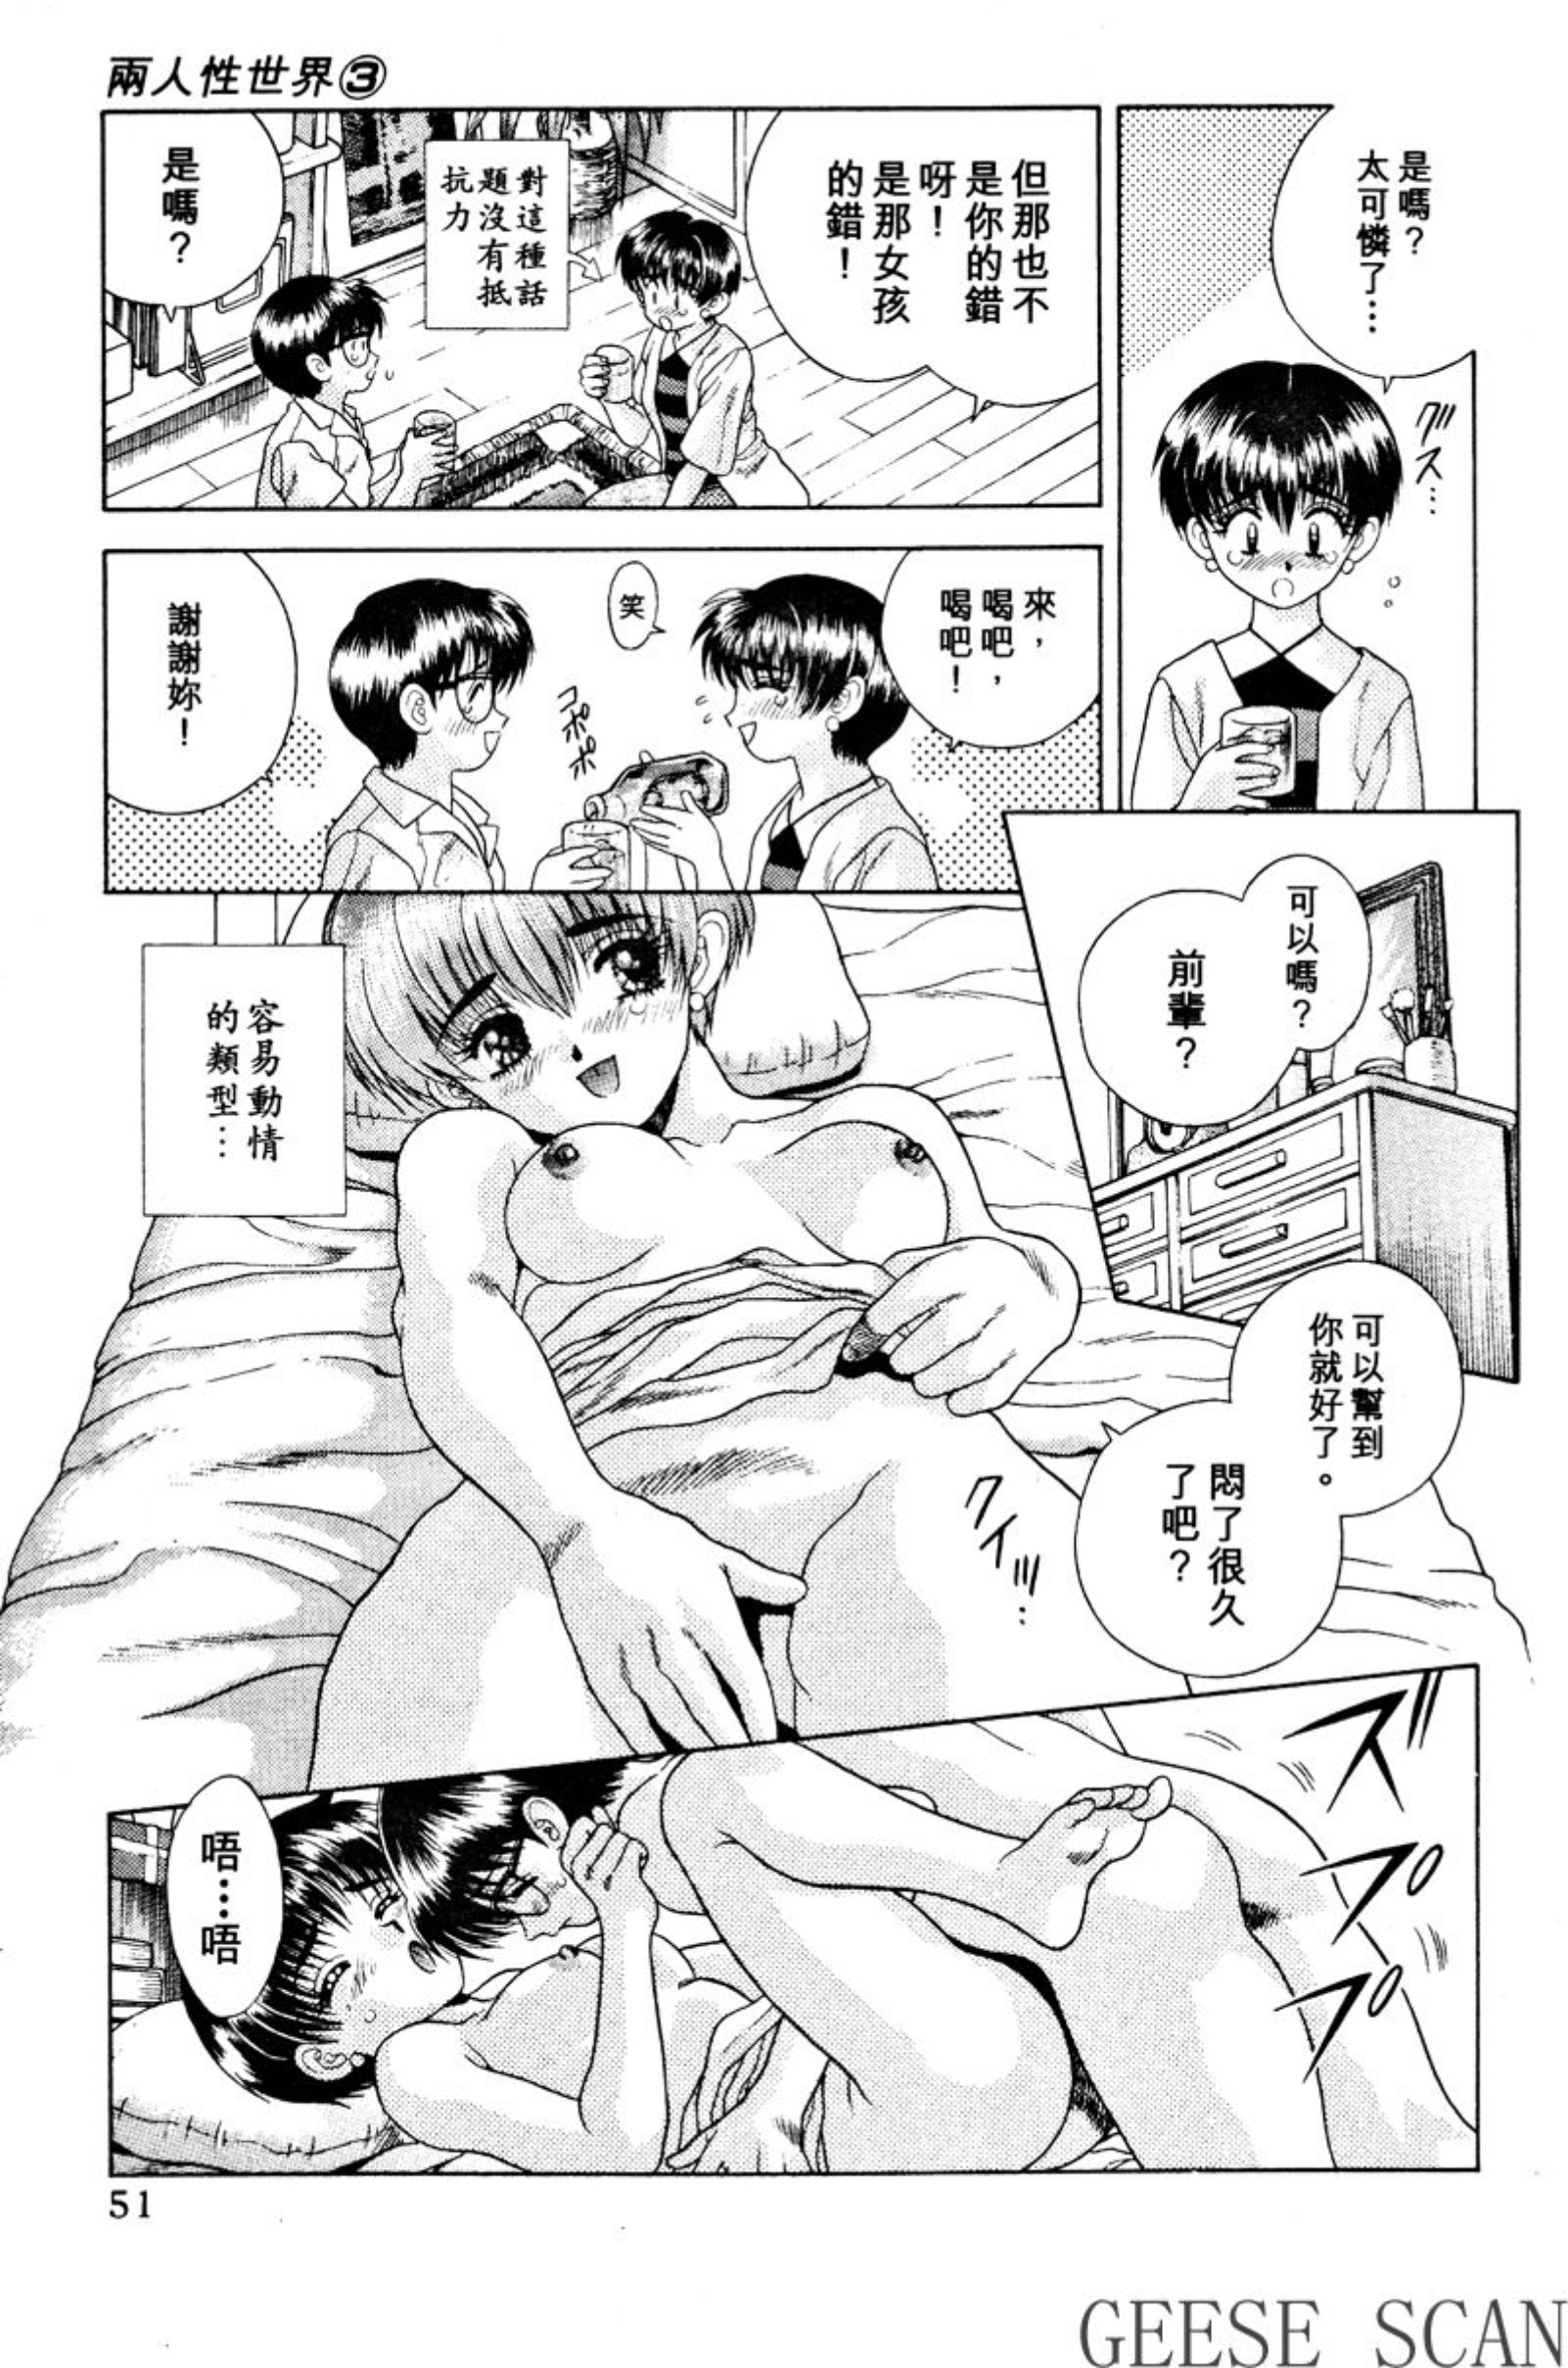 兩人性世界③
是嗎？
太可憐了…
グス…
但那也不
是你的錯
呀！
是那女孩
的錯！
對這種話
題沒有抵
抗力
是嗎？
來，
喝吧，
喝吧！
笑
コポポ
謝謝妳！
可以嗎？
前輩？
容易動情
的類型…
可以幫到
你就好了。
悶了很久
了吧？
クイッ…
ズプププ
唔…唔
51
GEESE SCAN